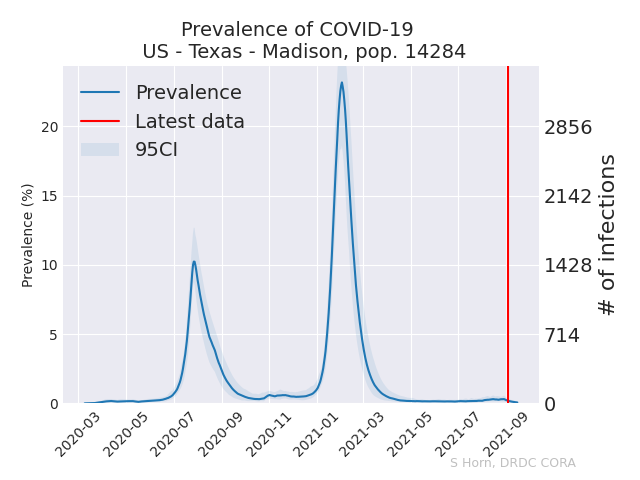 Prevalence of COVID-19
US - Texas - Madison, pop. 14284
Prevalence
Latest data
95CI
Prevalence (%)
20
15
10
5
0
2856
2142
1428
714
0
# of infections
2020-03
2020-05
2020-07
2020-09
2020-11
2021-01
2021-03
2021-05
2021-07
2021-09
S Horn, DRDC CORA